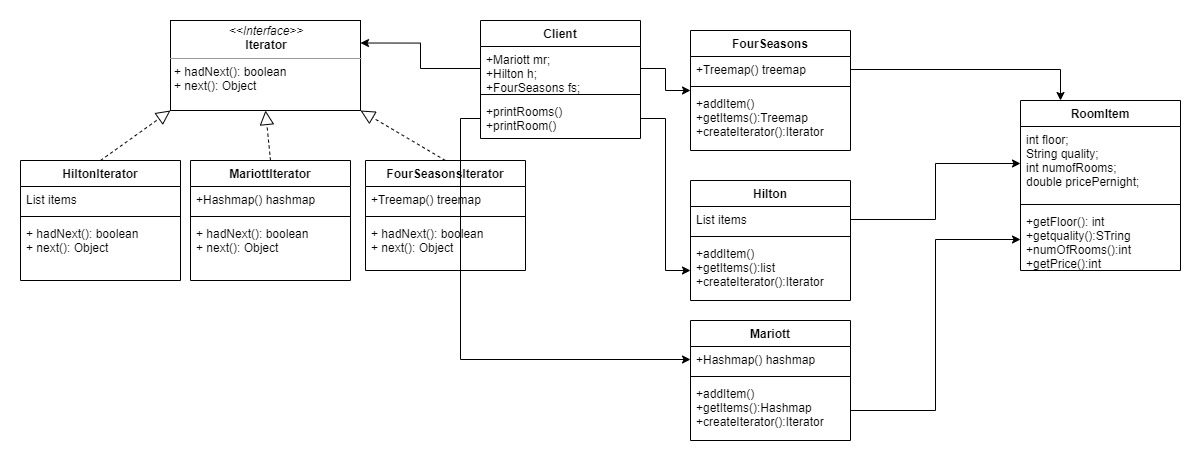 <<Interface>>
Iterator
+ hadNext(): boolean
+ next(): Object
Client
+Mariott mr;
+Hilton h;
+FourSeasons fs;
+printRooms()
+printRoom()
FourSeasons
+Treemap() treemap
+addItem()
+getItems():Treemap
+createIterator():Iterator
RoomItem
int floor;
String quality;
int numofRooms;
double pricePernight;
+getFloor(): int
+getquality():STring
+numOfRooms():int
+getPrice():int
HiltonIterator
List items
+ hadNext(): boolean
+ next(): Object
MariottIterator
+Hashmap() hashmap
+ hadNext(): boolean
+ next(): Object
FourSeasonsIterator
+Treemap() treemap
+ hadNext(): boolean
+ next(): Object
Hilton
List items
+addItem()
+getItems():list
+createIterator():Iterator
Mariott
+Hashmap() hashmap
+addItem()
+getItems():Hashmap
+createIterator():Iterator